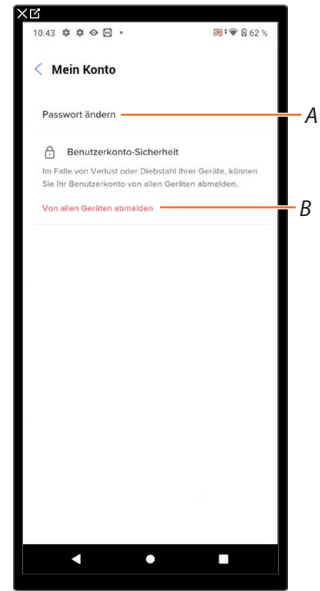 10:43 62 %
Mein Konto
Passwort ändern
A
Benutzerkonto-Sicherheit
Im Falle von Verlust oder Diebstahl Ihrer Geräte, können
Sie Ihr Benutzerkonto von allen Geräten abmelden.
Von allen Geräten abmelden
B